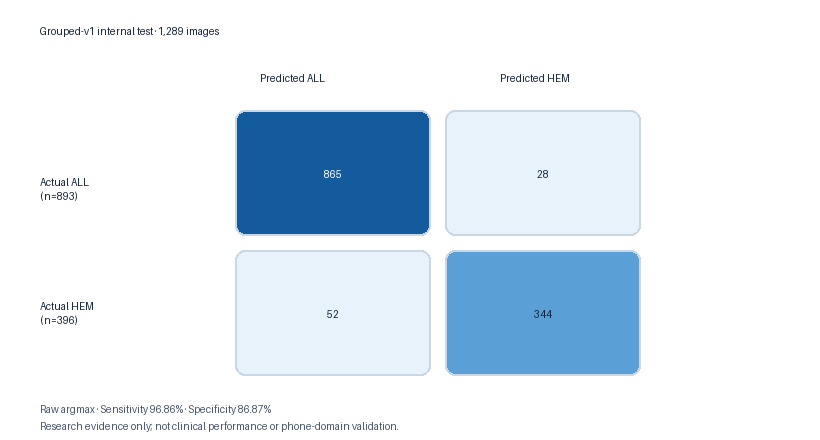 Grouped-v1 internal test · 1,289 images
Predicted ALL Predicted HEM
865 28
Actual ALL
(n=893)
52 344
Actual HEM
(n=396)
Raw argmax · Sensitivity 96.86% · Specificity 86.87%
Research evidence only; not clinical performance or phone-domain validation.